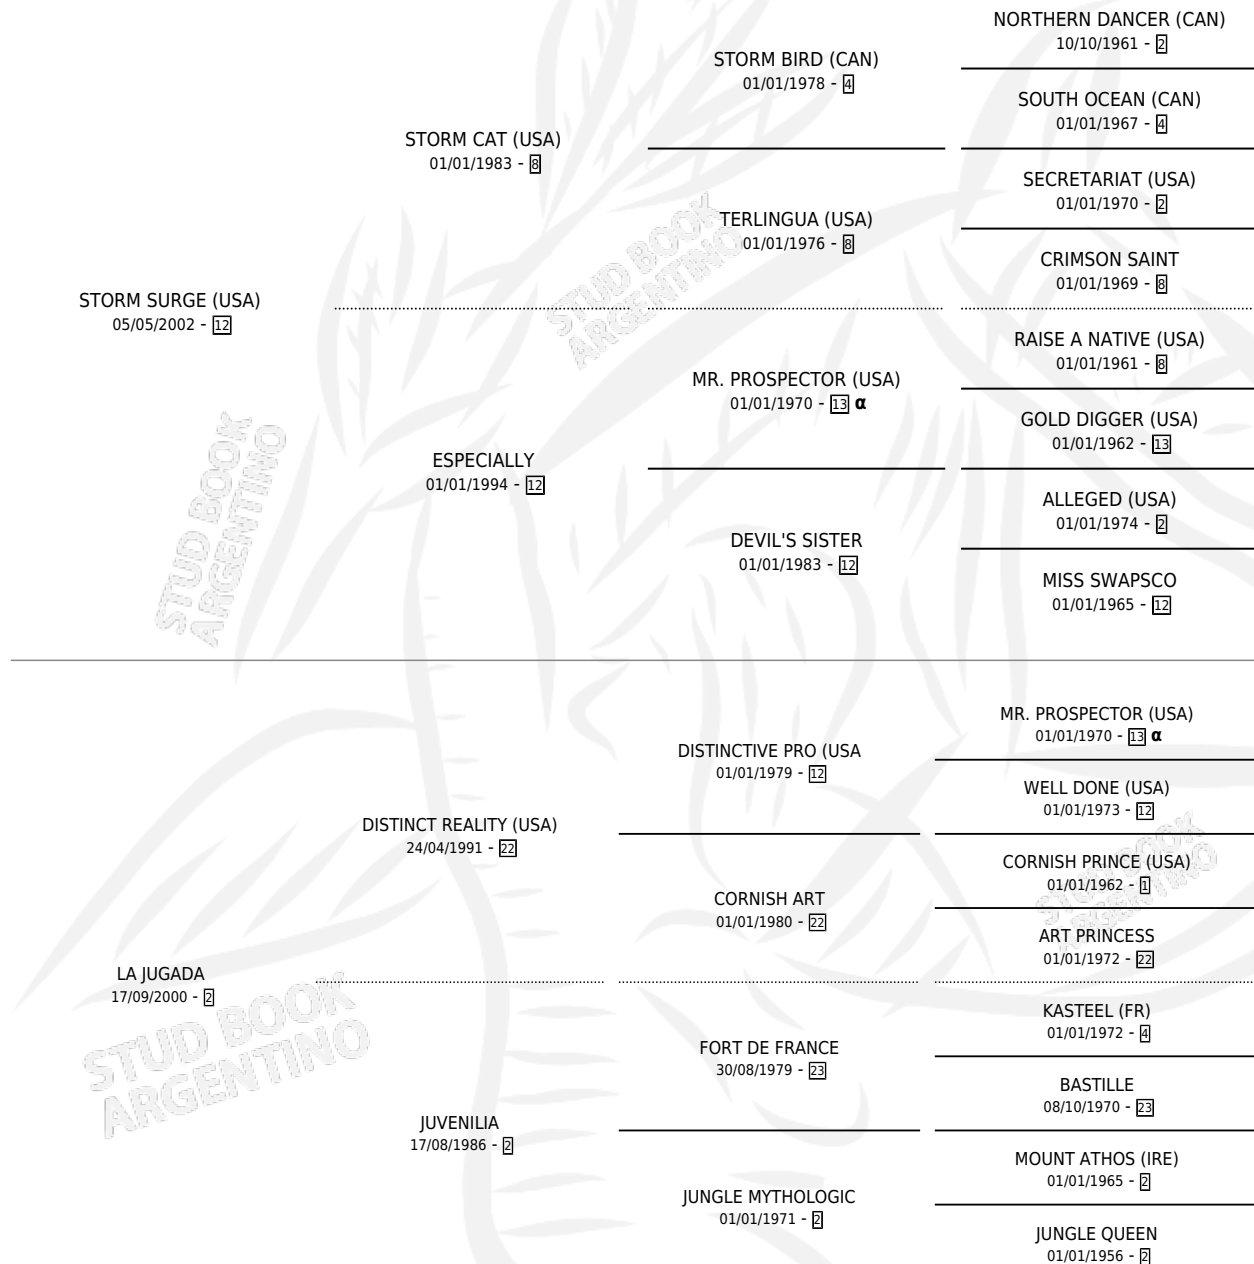 STORM SURGE (USA)
05/05/2002 - 12
STORM CAT (USA)
01/01/1983 - 8
ESPECIALLY
01/01/1994 - 12
STORM BIRD (CAN)
01/01/1978 - 4
TERLINGUA (USA)
01/01/1976 - 8
MR. PROSPECTOR (USA)
01/01/1970 - 13 α
DEVIL'S SISTER
01/01/1983 - 12
NORTHERN DANCER (CAN)
10/10/1961 - 2
SOUTH OCEAN (CAN)
01/01/1967 - 4
SECRETARIAT (USA)
01/01/1970 - 2
CRIMSON SAINT
01/01/1969 - 8
RAISE A NATIVE (USA)
01/01/1961 - 8
GOLD DIGGER (USA)
01/01/1962 - 13
ALLEGED (USA)
01/01/1974 - 2
MISS SWAPSCO
01/01/1965 - 12
LA JUGADA
17/09/2000 - 2
DISTINCT REALITY (USA)
24/04/1991 - 22
JUVENILIA
17/08/1986 - 2
DISTINCTIVE PRO (USA
01/01/1979 - 12
CORNISH ART
01/01/1980 - 22
FORT DE FRANCE
30/08/1979 - 23
JUNGLE MYTHOLOGIC
01/01/1971 - 2
MR. PROSPECTOR (USA)
01/01/1970 - 13 α
WELL DONE (USA)
01/01/1973 - 12
CORNISH PRINCE (USA)
01/01/1962 - 1
ART PRINCESS
01/01/1972 - 22
KASTEEL (FR)
01/01/1972 - 4
BASTILLE
08/10/1970 - 23
MOUNT ATHOS (IRE)
01/01/1965 - 2
JUNGLE QUEEN
01/01/1956 - 2
STUD BOOK
ARGENTINO
STUD BOOK
ARGENTINO
STUD BOOK
ARGENTINO
STUD BOOK
ARGENTINO